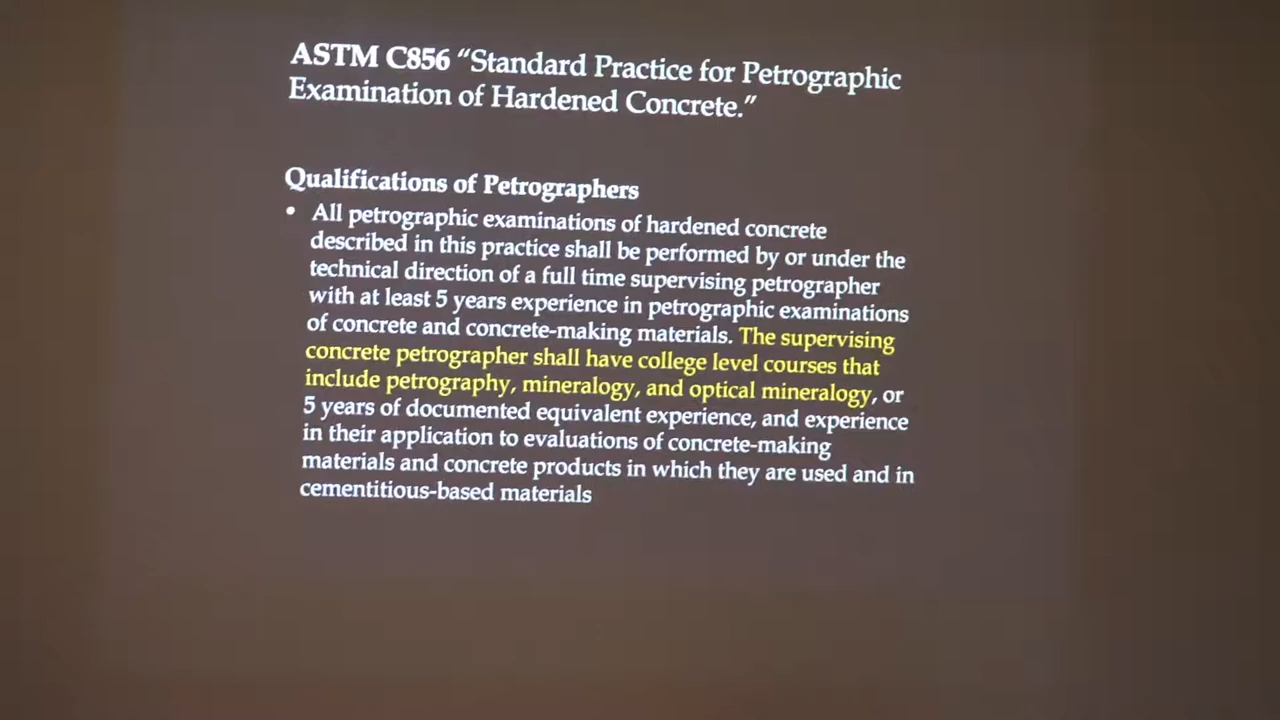 ASTM C856 “Standard Practice for Petrographic
Examination of Hardened Concrete.”
Qualifications of Petrographers
• All petrographic examinations of hardened concrete
described in this practice shall be performed by or under the
technical direction of a full time supervising petrographer
with at least 5 years experience in petrographic examinations
of concrete and concrete-making materials. The supervising
concrete petrographer shall have college level courses that
include petrography, mineralogy, and optical mineralogy, or
5 years of documented equivalent experience, and experience
in their application to evaluations of concrete-making
materials and concrete products in which they are used and in
cementitious-based materials